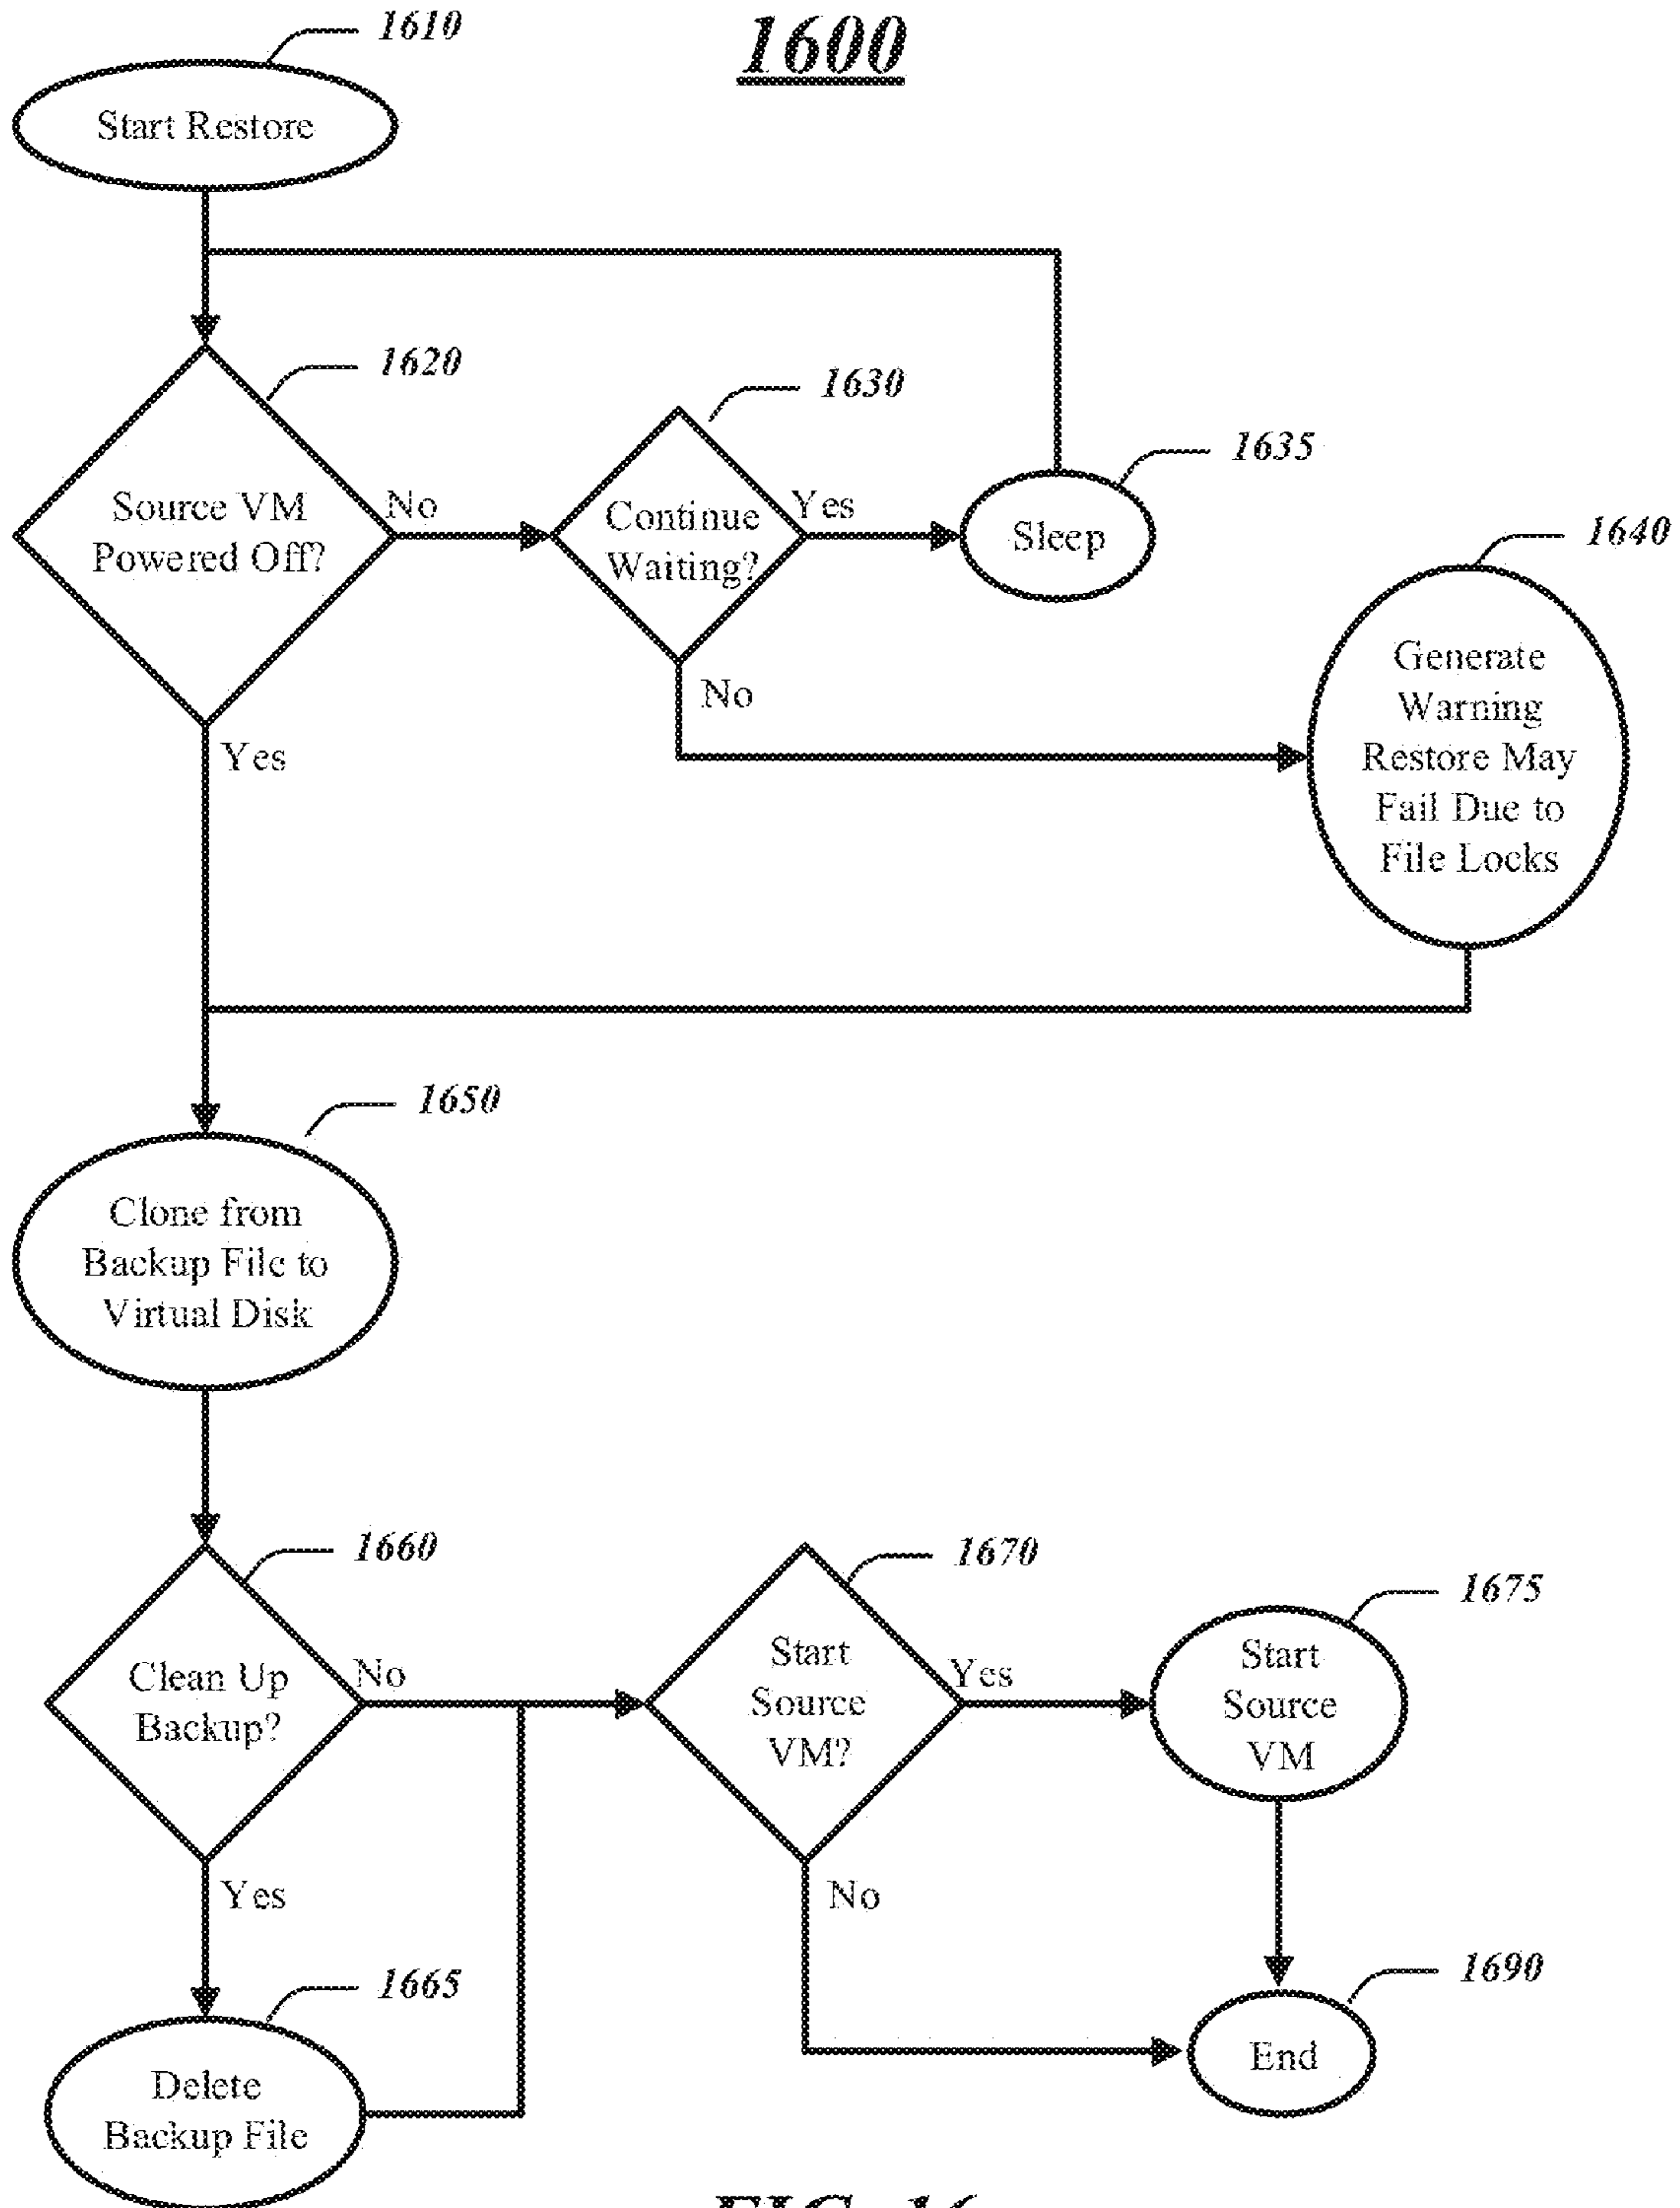 1610
1600
Start Restore
1620
1630
1635
1640
Source VM
Powered Off?
No
Continue
Waiting?
Yes
Sleep
Generate
Warning
Restore May
Fail Due to
File Locks
No
Yes
1650
Clone from
Backup File to
Virtual Disk
1660
1670
1675
Clean Up
Backup?
No
Start
Source
VM?
Yes
Start
Source
VM
Yes
No
1665
1690
Delete
Backup File
End
FIG. 16